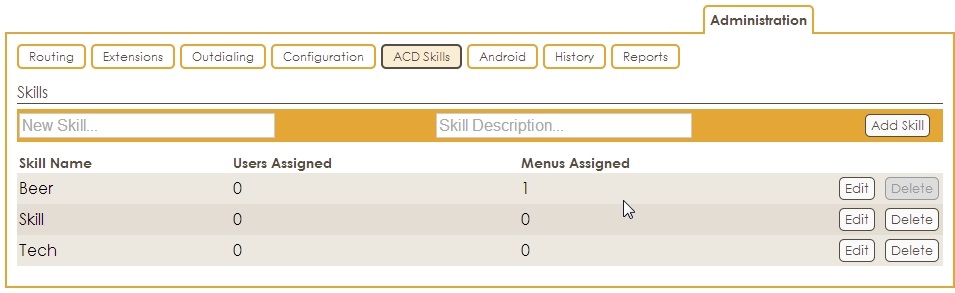 Administration
Routing Extensions Outdialing Configuration ACD Skills Android History Reports
Skills
New Skill... Skill Description... Add Skill
Skill Name Users Assigned Menus Assigned
Beer 0 1 Edit Delete
Skill 0 0 Edit Delete
Tech 0 0 Edit Delete